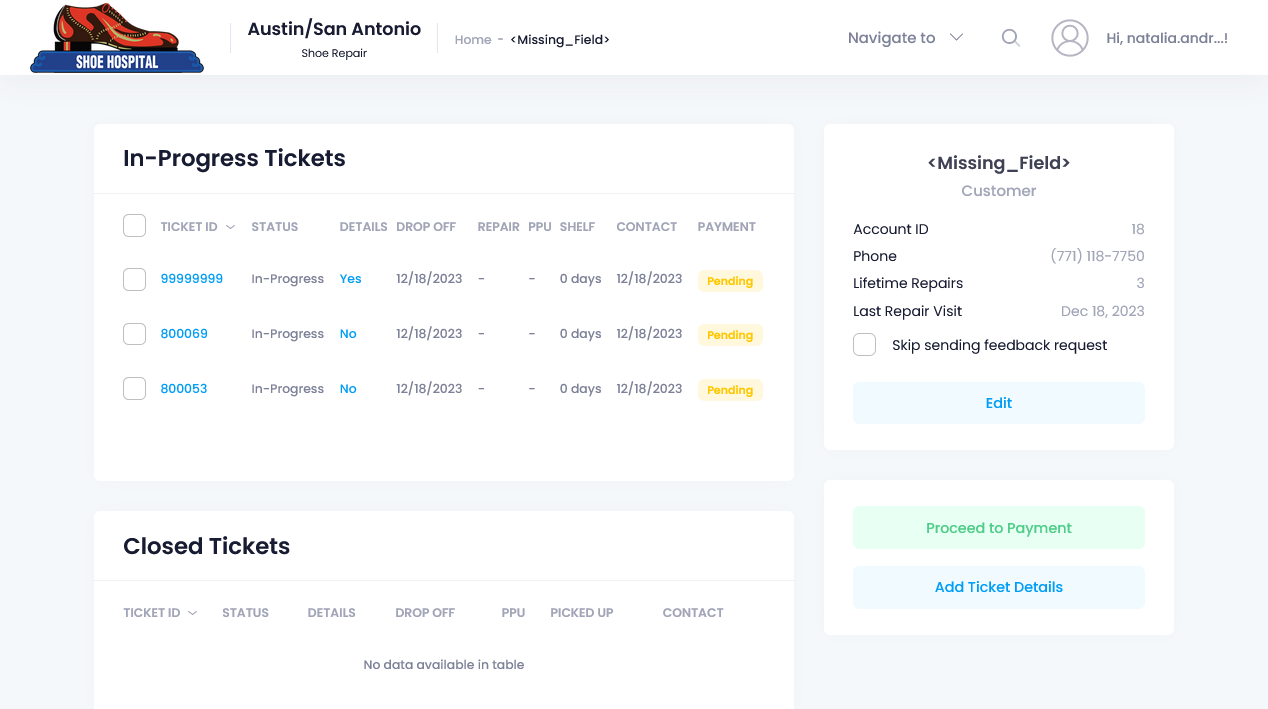 SHOE HOSPITAL
Austin/San Antonio
Shoe Repair
Home - <Missing_Field>
Navigate to
Hi, natalia.andr...!
In-Progress Tickets
TICKET ID STATUS DETAILS DROP OFF REPAIR PPU SHELF CONTACT PAYMENT
99999999 In-Progress Yes 12/18/2023 - - 0 days 12/18/2023 Pending
800069 In-Progress No 12/18/2023 - - 0 days 12/18/2023 Pending
800053 In-Progress No 12/18/2023 - - 0 days 12/18/2023 Pending
Closed Tickets
TICKET ID STATUS DETAILS DROP OFF PPU PICKED UP CONTACT
No data available in table
<Missing_Field>
Customer
Account ID 18
Phone (771) 118-7750
Lifetime Repairs 3
Last Repair Visit Dec 18, 2023
Skip sending feedback request
Edit
Proceed to Payment
Add Ticket Details